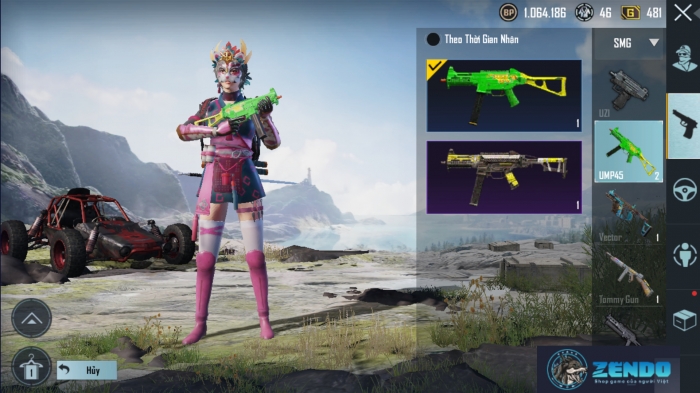 BP 1.064.186 46 G 481
Theo Thời Gian Nhận
SMG
1
1
UZI
UMP45
2
Vector
1
Tommy Gun
1
1
Hủy
ZENDO
Shop game của người Việt